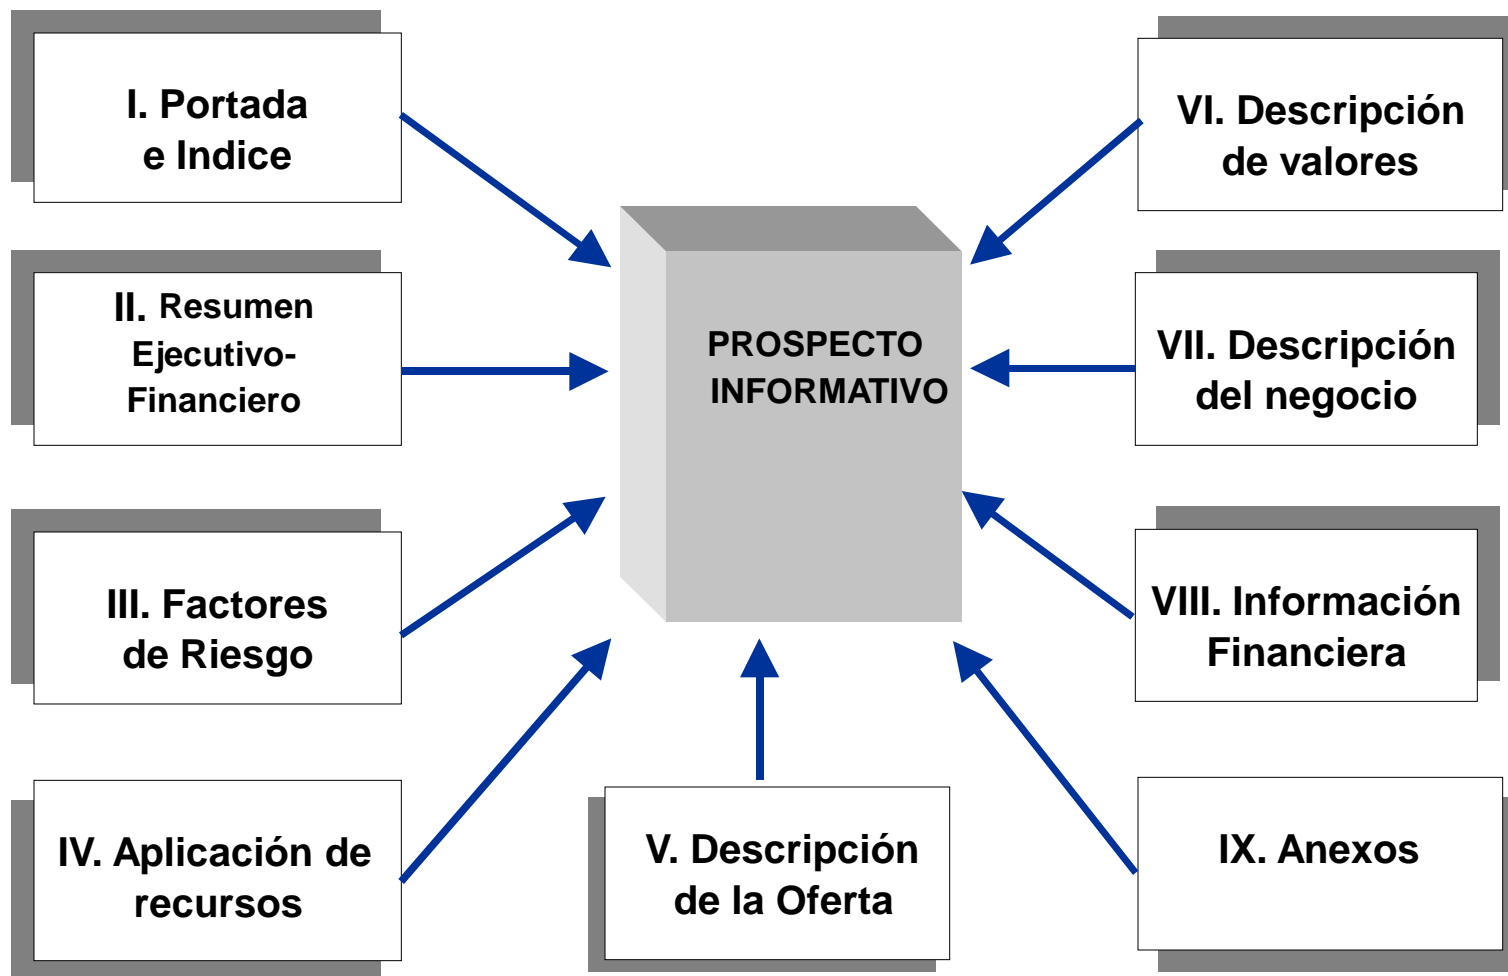 I. Portada
e Indice
II. Resumen
Ejecutivo-
Financiero
III. Factores
de Riesgo
IV. Aplicación de
recursos
PROSPECTO
INFORMATIVO
V. Descripción
de la Oferta
VI. Descripción
de valores
VII. Descripción
del negocio
VIII. Información
Financiera
IX. Anexos